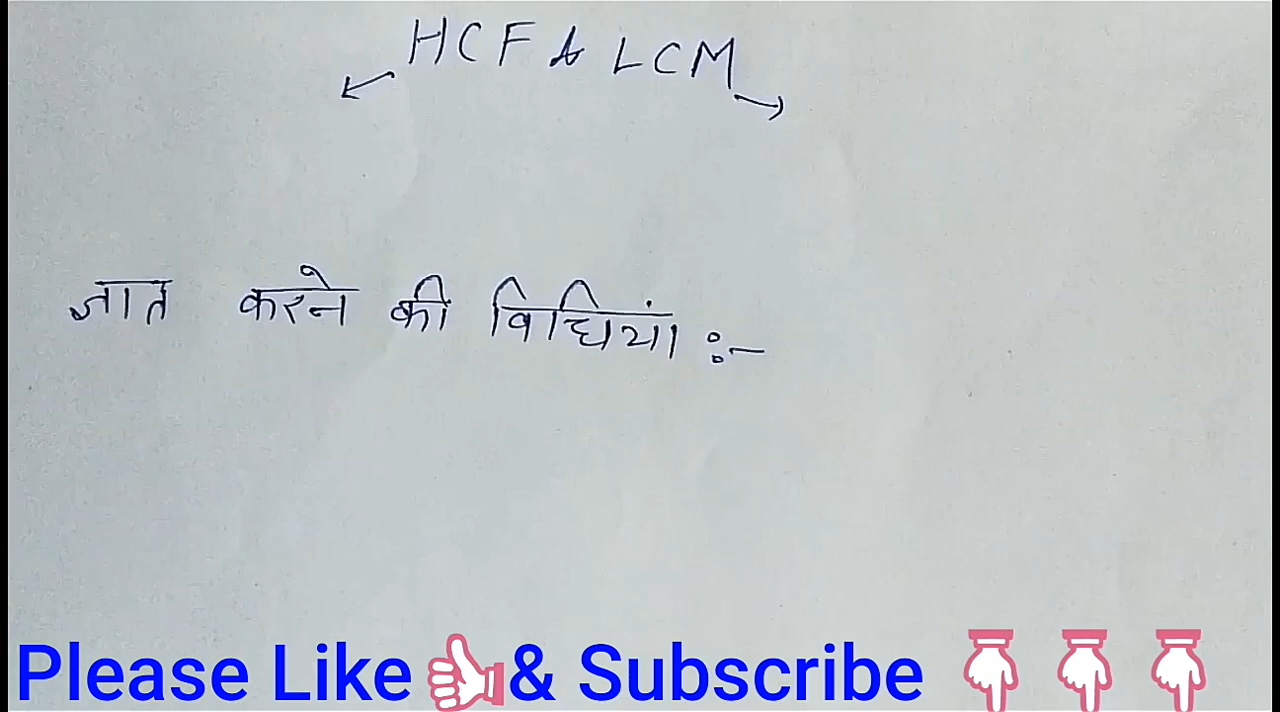 HCF & LCM
ज्ञात करने की विधियां :-
Please Like & Subscribe